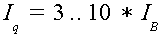 I_q = 3 . . 10 * I_B